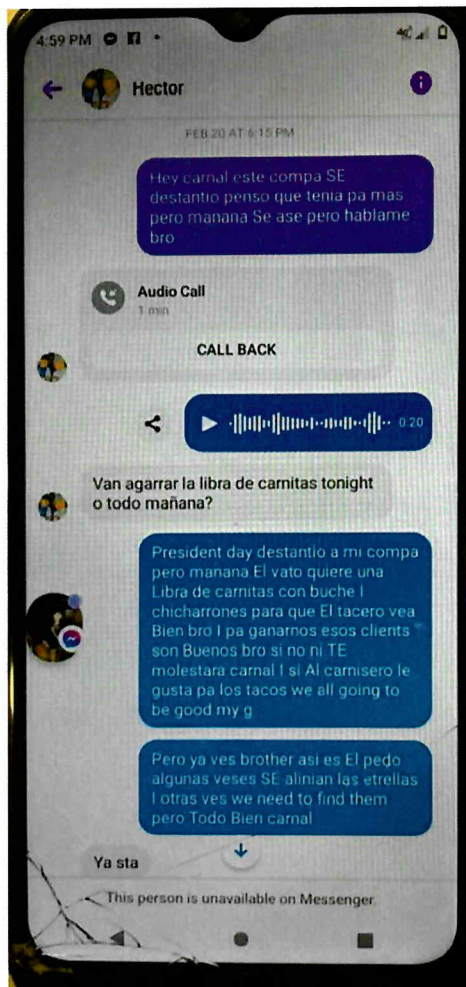 4:59 PM
4G
Hector
FEB 20 AT 6:15 PM
Hey carnal este compa SE
destantio penso que tenia pa mas
pero manana Se ase pero hablame
bro
Audio Call
1 min
CALL BACK
0:20
Van agarrar la libra de carnitas tonight
o todo mañana?
President day destantio a mi compa
pero manana El vato quiere una
Libra de carnitas con buche I
chicharrones para que El tacero vea
Bien bro I pa ganarnos esos clients
son Buenos bro si no ni TE
molestara carnal I si Al carnisero le
gusta pa los tacos we all going to
be good my g
Pero ya ves brother asi es El pedo
algunas veses SE alinian las etrellas
I otras ves we need to find them
pero Todo Bien carnal
Ya sta
This person is unavailable on Messenger.